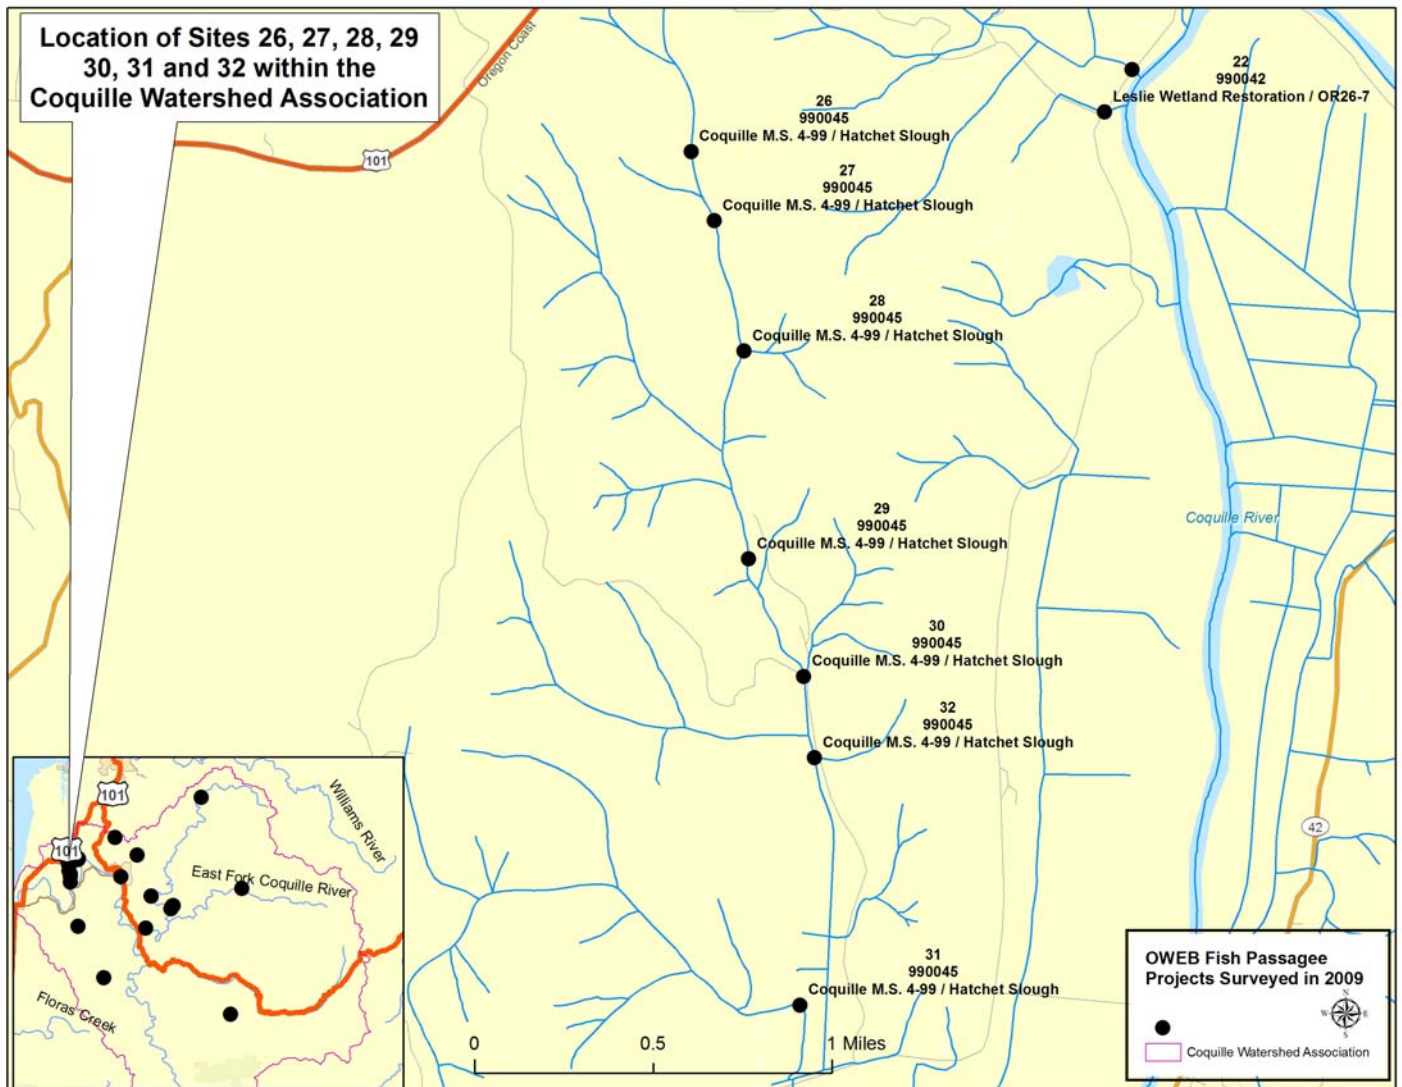 Location of Sites 26, 27, 28, 29
30, 31 and 32 within the
Coquille Watershed Association
Oregon Coast
101
22
990042
Leslie Wetland Restoration / OR26-7
26
990045
Coquille M.S. 4-99 / Hatchet Slough
27
990045
Coquille M.S. 4-99 / Hatchet Slough
28
990045
Coquille M.S. 4-99 / Hatchet Slough
29
990045
Coquille M.S. 4-99 / Hatchet Slough
Coquille River
30
990045
Coquille M.S. 4-99 / Hatchet Slough
32
990045
Coquille M.S. 4-99 / Hatchet Slough
42
31
990045
Coquille M.S. 4-99 / Hatchet Slough
0 0.5 1 Miles
101
101
Williams River
East Fork Coquille River
Floras Creek
OWEB Fish Passagee
Projects Surveyed in 2009
N
W E
S
Coquille Watershed Association